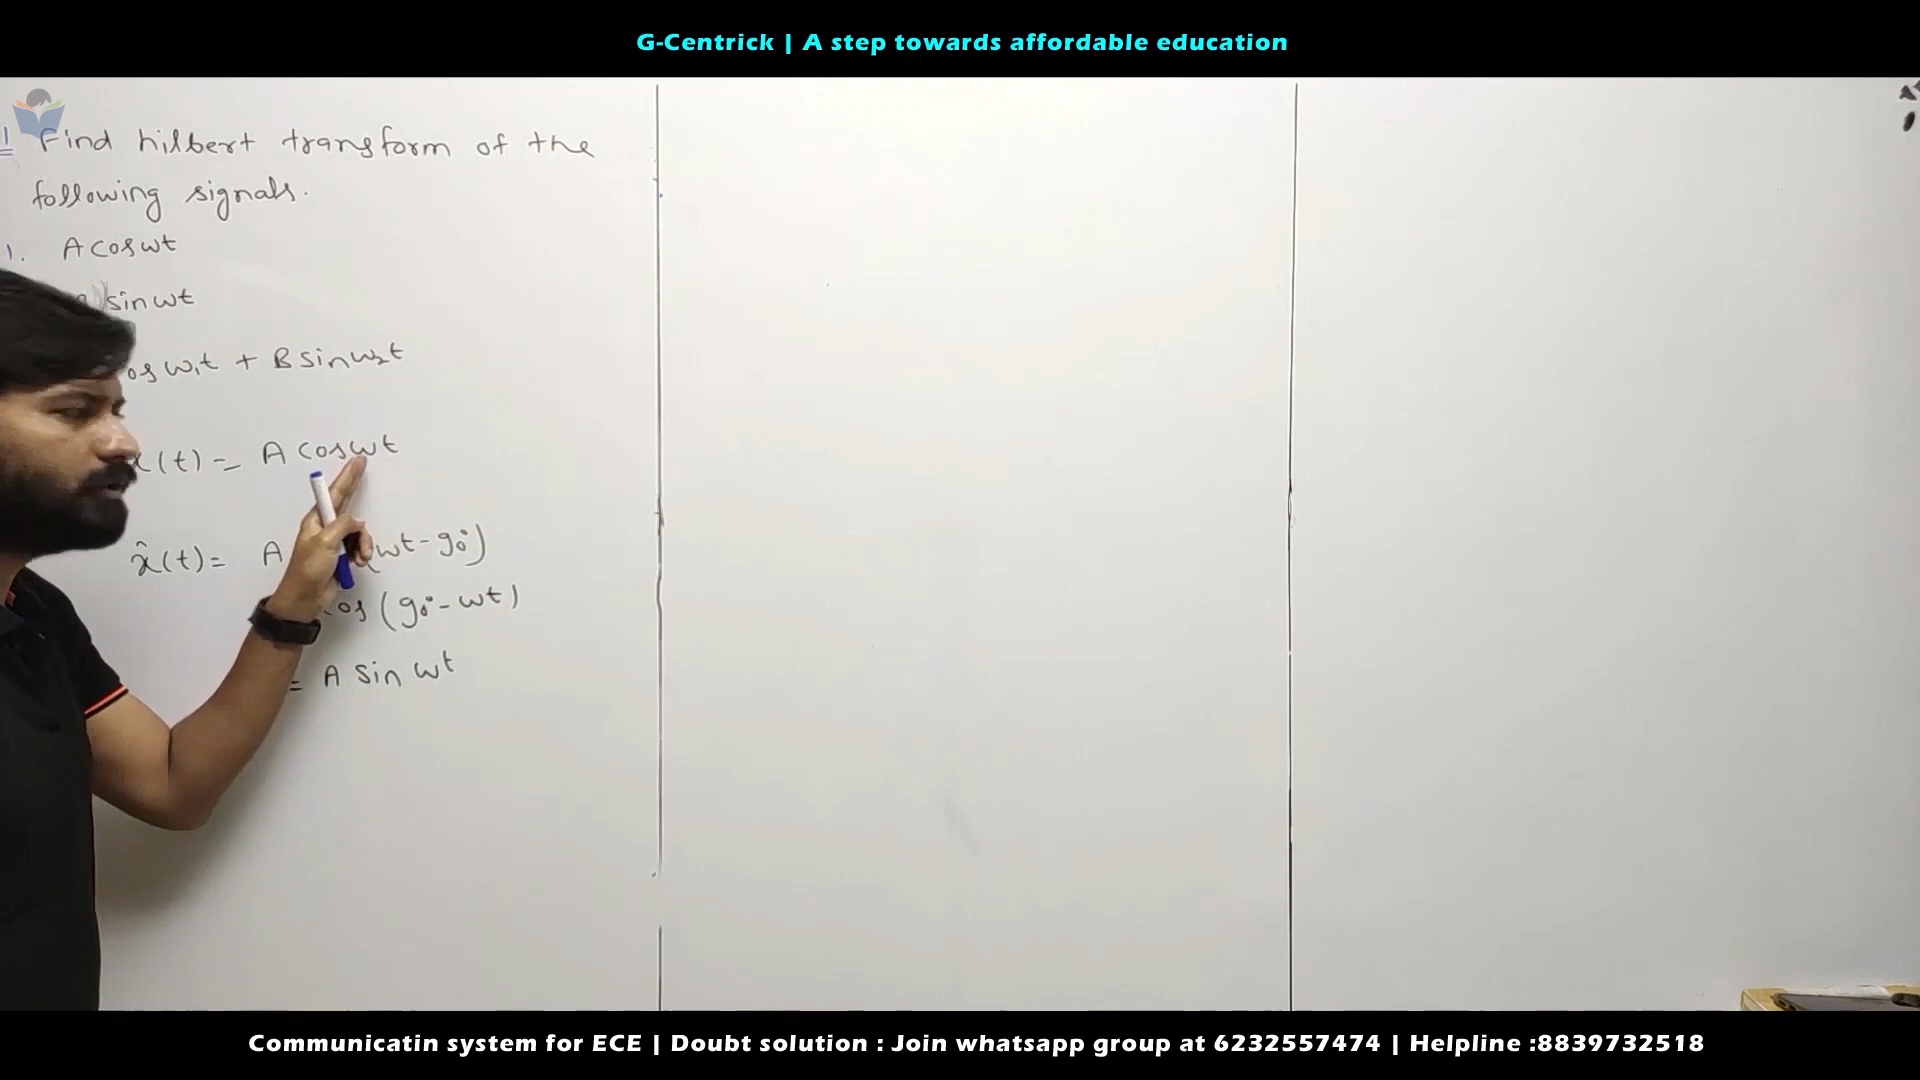 G-Centrick | A step towards affordable education
1 Find hilbert transform of the
following signals.
1. A cos ωt
sin ωt
os ω₁t + B sin ω₂t
x(t) = A cos ωt
x̂(t) = A (ωt - 90°)
cos (90° - ωt)
= A sin ωt
Communicatin system for ECE | Doubt solution : Join whatsapp group at 6232557474 | Helpline :8839732518